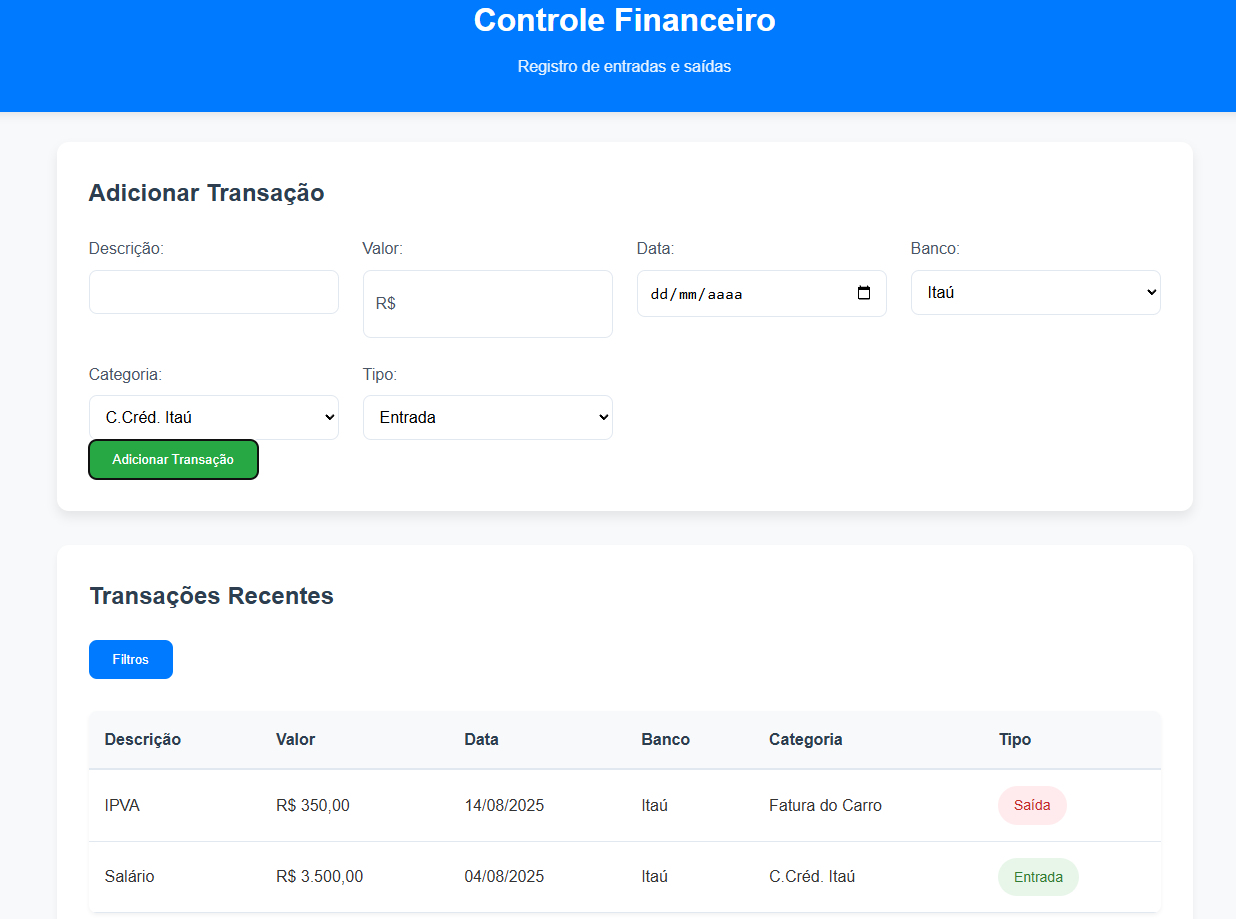 Controle Financeiro
Registro de entradas e saídas
Adicionar Transação
Descrição: Valor: Data: Banco:
R$ dd/mm/aaaa Itaú
Categoria: Tipo:
C.Créd. Itaú Entrada
Adicionar Transação
Transações Recentes
Filtros
Descrição Valor Data Banco Categoria Tipo
IPVA R$ 350,00 14/08/2025 Itaú Fatura do Carro Saída
Salário R$ 3.500,00 04/08/2025 Itaú C.Créd. Itaú Entrada